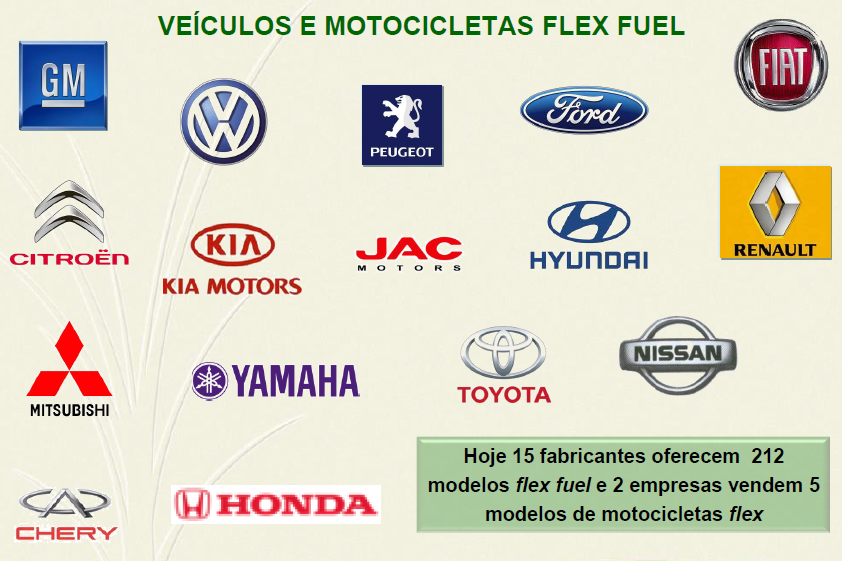 VEÍCULOS E MOTOCICLETAS FLEX FUEL
GM
VW
PEUGEOT
Ford
FIAT
CITROËN
KIA
KIA MOTORS
JAC
MOTORS
HYUNDAI
RENAULT
MITSUBISHI
YAMAHA
TOYOTA
NISSAN
CHERY
HONDA
Hoje 15 fabricantes oferecem 212
modelos flex fuel e 2 empresas vendem 5
modelos de motocicletas flex